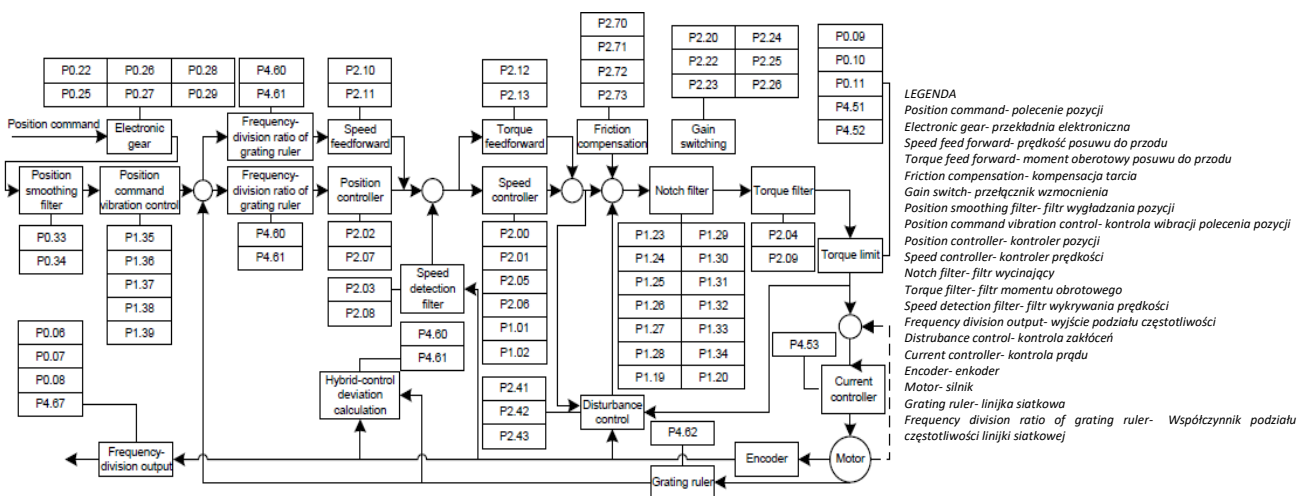 P0.22 P0.26 P0.28
P0.25 P0.27 P0.29
P4.60
P4.61
P2.10
P2.11
P2.12
P2.13
P2.70
P2.71
P2.72
P2.73
P2.20 P2.24
P2.22 P2.25
P2.23 P2.26
P0.09
P0.10
P0.11
P4.51
P4.52
Position command
Electronic
gear
Frequency-
division ratio of
grating ruler
Speed
feedforward
Torque
feedforward
Friction
compensation
Gain
switching
Position
smoothing
filter
Position
command
vibration control
Frequency-
division ratio of
grating ruler
Position
controller
Speed
controller
Notch filter
Torque filter
Torque limit
P0.33
P0.34
P1.35
P1.36
P1.37
P1.38
P1.39
P4.60
P4.61
P2.02
P2.07
P2.03
P2.08
Speed
detection
filter
P2.00
P2.01
P2.05
P2.06
P1.01
P1.02
P1.23 P1.29
P1.24 P1.30
P1.25 P1.31
P1.26 P1.32
P1.27 P1.33
P1.28 P1.34
P1.19 P1.20
P2.04
P2.09
P0.06
P0.07
P0.08
P4.67
P4.60
P4.61
Hybrid-control
deviation
calculation
P2.41
P2.42
P2.43
Disturbance
control
P4.53
Current
controller
P4.62
Frequency-
division output
Encoder
Motor
Grating ruler
LEGENDA
Position command- polecenie pozycji
Electronic gear- przekładnia elektroniczna
Speed feed forward- prędkość posuwu do przodu
Torque feed forward- moment oberotowy posuwu do przodu
Friction compensation- kompensacja tarcia
Gain switch- przełącznik wzmocnienia
Position smoothing filter- filtr wygładzania pozycji
Position command vibration control- kontrola wibracji polecenia pozycji
Position controller- kontroler pozycji
Speed controller- kontroler prędkości
Notch filter- filtr wycinający
Torque filter- filtr momentu obrotowego
Speed detection filter- filtr wykrywania prędkości
Frequency division output- wyjście podziału częstotliwości
Distrubance control- kontrola zakłóceń
Current controller- kontrola prądu
Encoder- enkoder
Motor- silnik
Grating ruler- linijka siatkowa
Frequency division ratio of grating ruler- Współczynnik podziału
częstotliwości linijki siatkowej